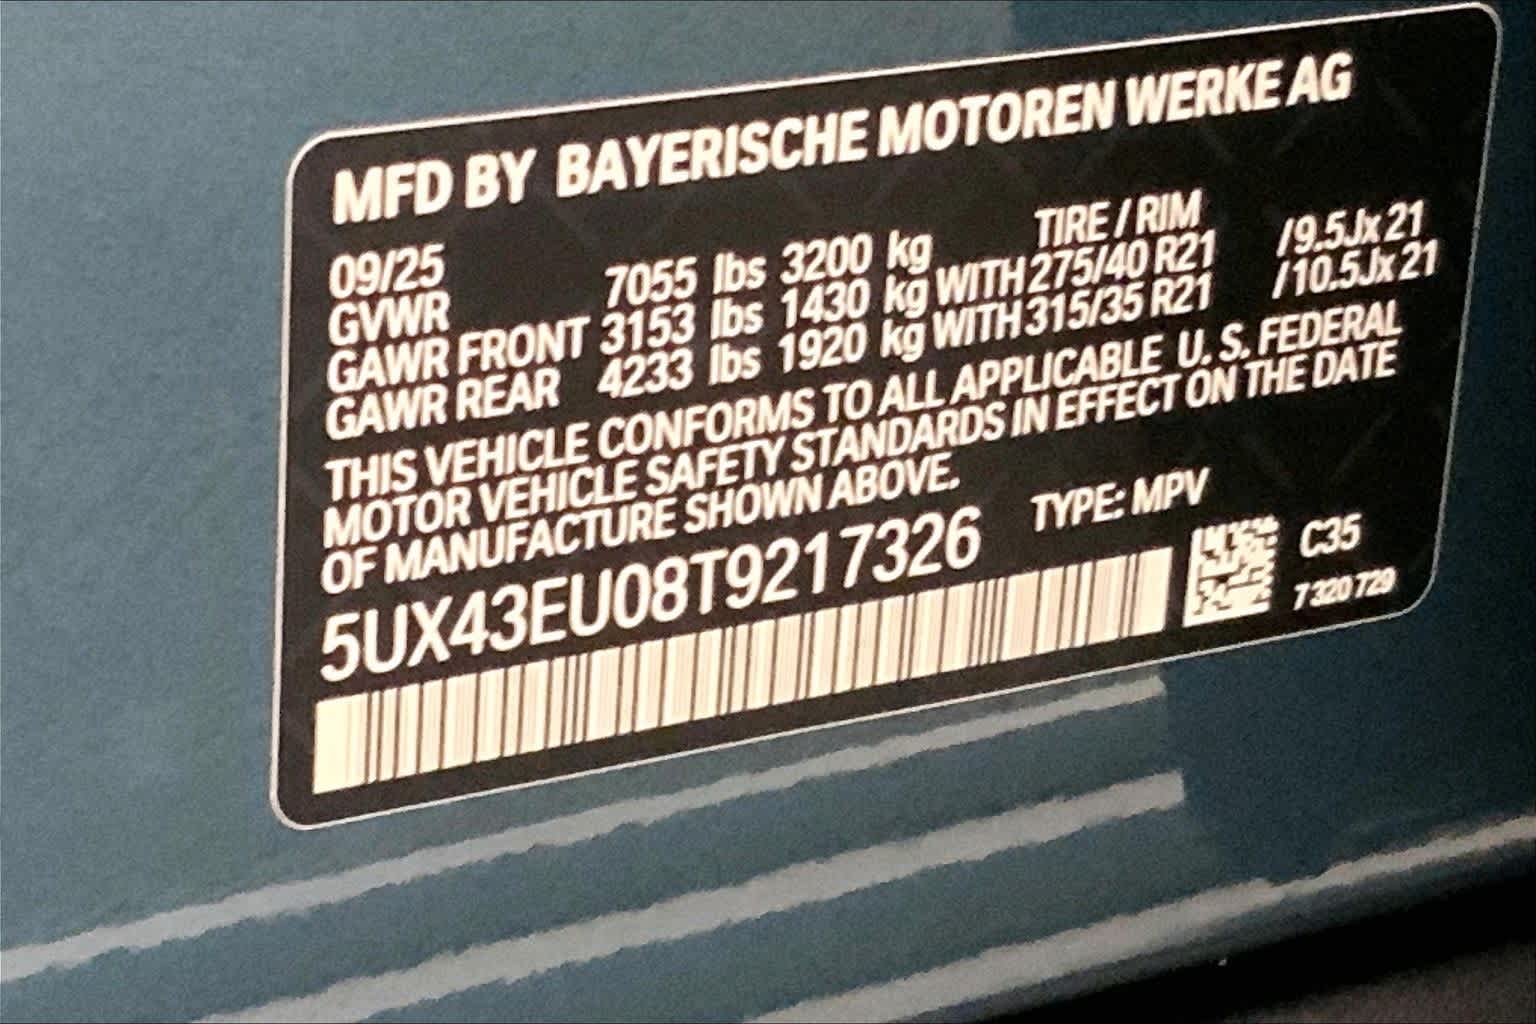 MFD BY BAYERISCHE MOTOREN WERKE AG
09/25 TIRE / RIM
GVWR 7055 lbs 3200 kg
GAWR FRONT 3153 lbs 1430 kg WITH 275/40 R21 /9.5Jx21
GAWR REAR 4233 lbs 1920 kg WITH 315/35 R21 /10.5Jx21
THIS VEHICLE CONFORMS TO ALL APPLICABLE U. S. FEDERAL
MOTOR VEHICLE SAFETY STANDARDS IN EFFECT ON THE DATE
OF MANUFACTURE SHOWN ABOVE.
5UX43EU08T9217326 TYPE: MPV
C35
7 320 729